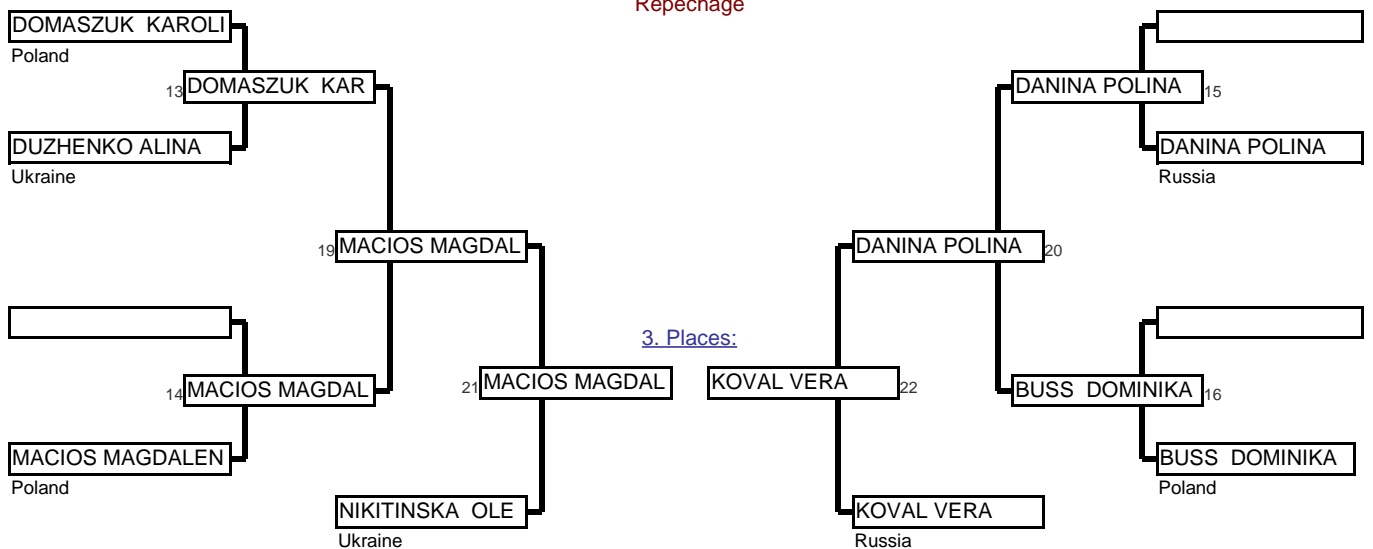 Repechage
DOMASZUK KAROLI
Poland
13 DOMASZUK KAR
DUZHENKO ALINA
Ukraine
19 MACIOS MAGDAL
14 MACIOS MAGDAL
MACIOS MAGDALEN
Poland
21 MACIOS MAGDAL
NIKITINSKA OLE
Ukraine
3. Places:
DANINA POLINA 15
DANINA POLINA
Russia
DANINA POLINA 20
KOVAL VERA 22
BUSS DOMINIKA 16
BUSS DOMINIKA
Poland
KOVAL VERA
Russia